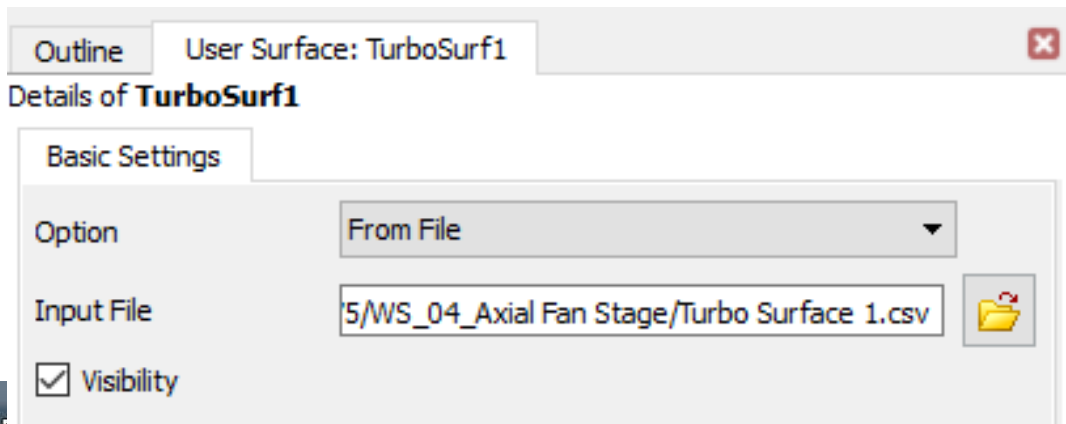 Outline User Surface: TurboSurf1
Details of TurboSurf1
Basic Settings
Option From File
Input File '5/WS_04_Axial Fan Stage/Turbo Surface 1.csv
Visibility